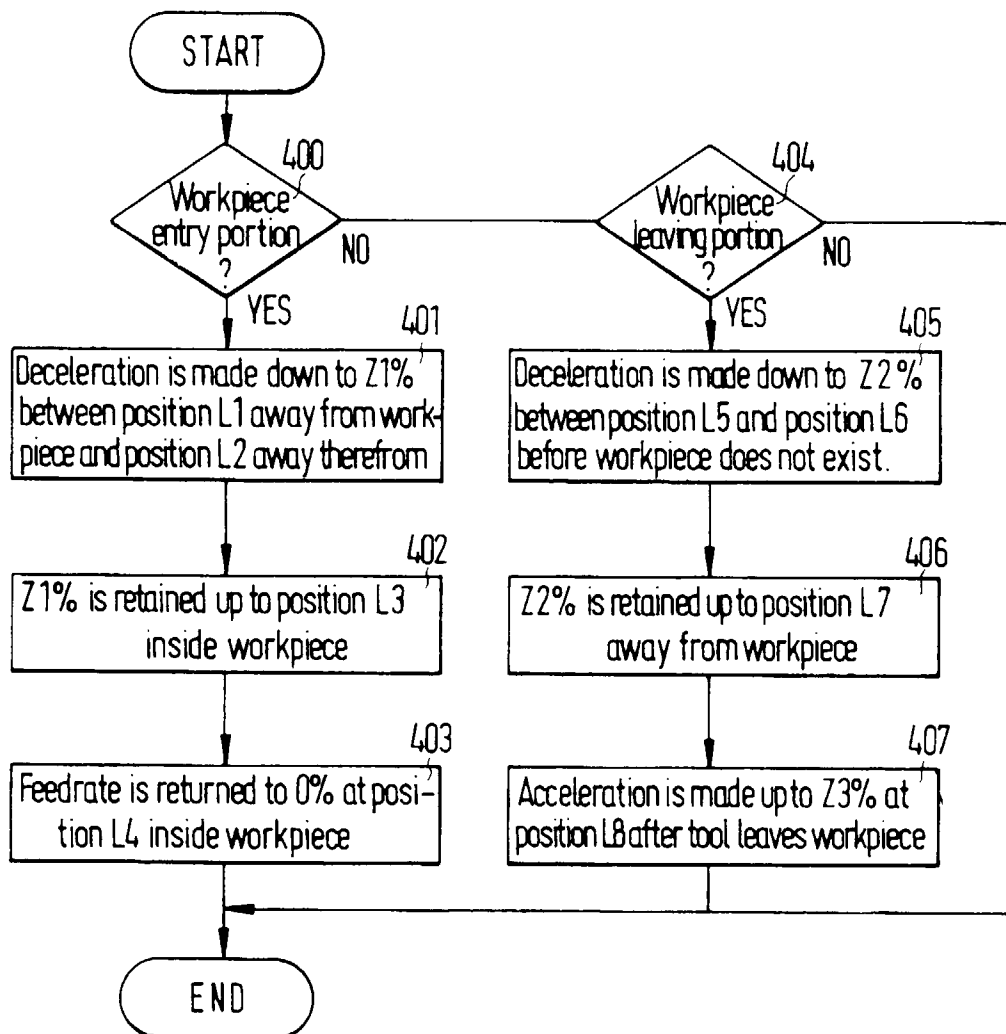 START
400
Workpiece
entry portion
?
NO
YES
401
Deceleration is made down to Z1%
between position L1 away from work-
piece and position L2 away therefrom
402
Z1% is retained up to position L3
inside workpiece
403
Feedrate is returned to 0% at posi-
tion L4 inside workpiece
404
Workpiece
leaving portion
?
NO
YES
405
Deceleration is made down to Z2%
between position L5 and position L6
before workpiece does not exist.
406
Z2% is retained up to position L7
away from workpiece
407
Acceleration is made up to Z3% at
position L8 after tool leaves workpiece
END